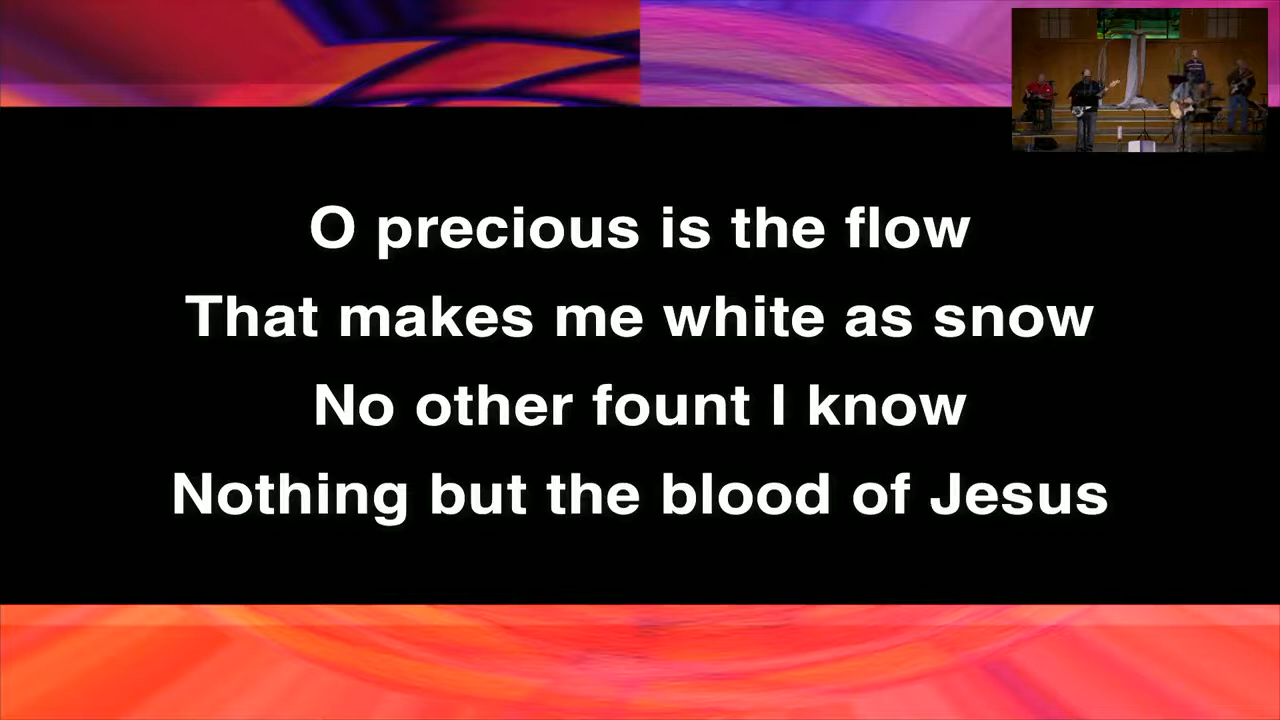 O precious is the flow
That makes me white as snow
No other fount I know
Nothing but the blood of Jesus